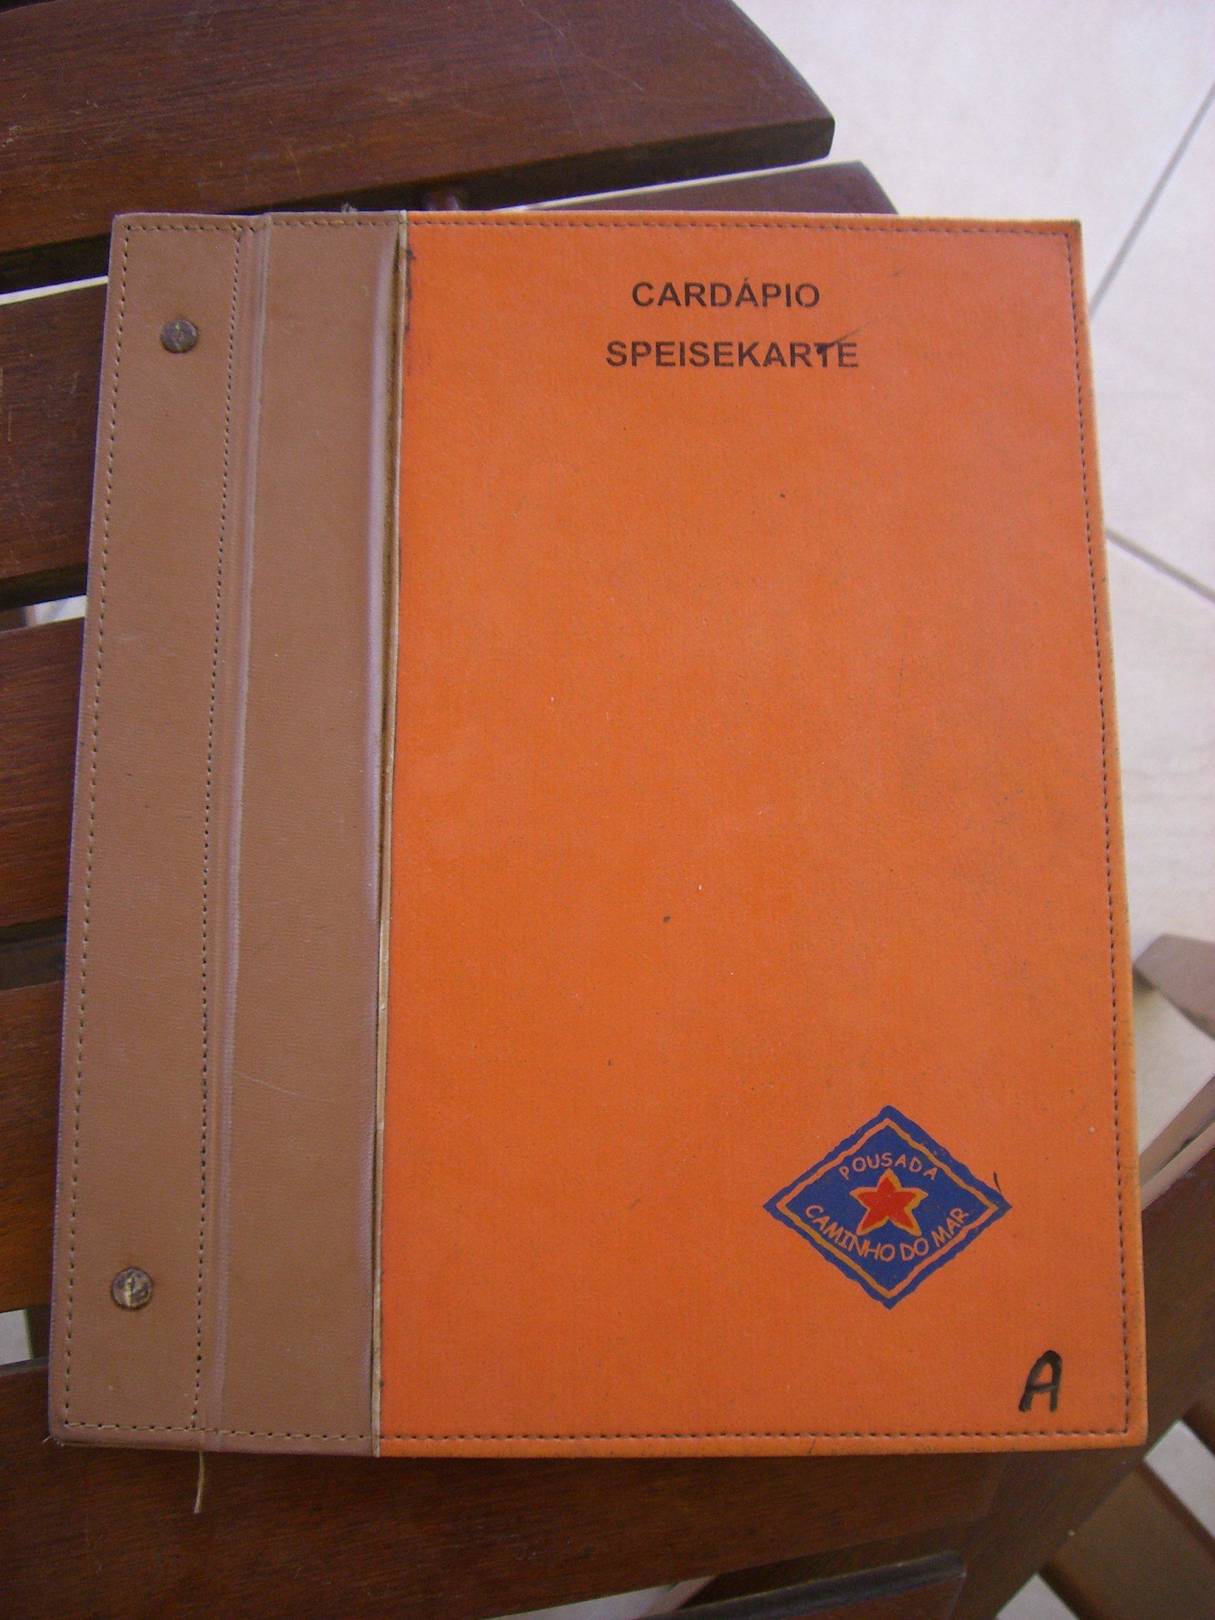 CARDÁPIO
SPEISEKARTE
POUSADA
CAMINHO DO MAR
A